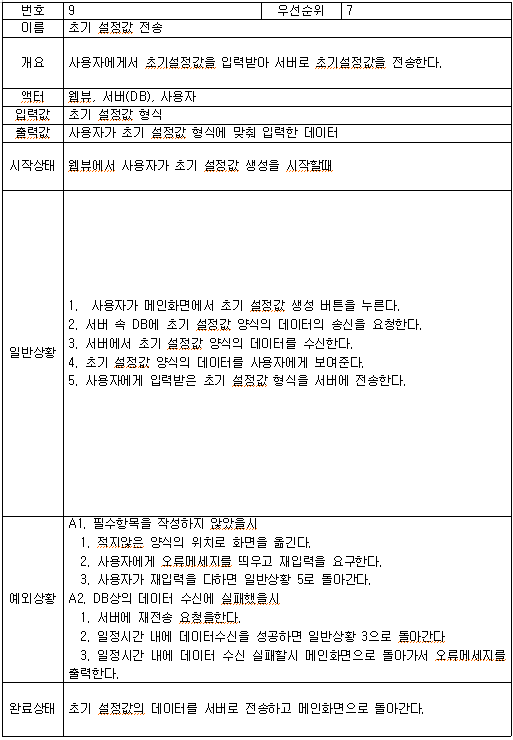 번호 9 우선순위 7
이름 초기 설정값 전송
개요 사용자에게서 초기설정값을 입력받아 서버로 초기설정값을 전송한다.
액터 웹뷰, 서버(DB), 사용자
입력값 초기 설정값 형식
출력값 사용자가 초기 설정값 형식에 맞춰 입력한 데이터
시작상태 웹뷰에서 사용자가 초기 설정값 생성을 시작할때
일반상황
1. 사용자가 메인화면에서 초기 설정값 생성 버튼을 누른다.
2. 서버 속 DB에 초기 설정값 양식의 데이터의 송신을 요청한다.
3. 서버에서 초기 설정값 양식의 데이터를 수신한다.
4. 초기 설정값 양식의 데이터를 사용자에게 보여준다.
5. 사용자에게 입력받은 초기 설정값 형식을 서버에 전송한다.
예외상황
A1. 필수항목을 작성하지 않았을시
1. 적지않은 양식의 위치로 화면을 옮긴다.
2. 사용자에게 오류메세지를 띄우고 재입력을 요구한다.
3. 사용자가 재입력을 다하면 일반상황 5로 돌아간다.
A2. DB상의 데이터 수신에 실패했을시
1. 서버에 재전송 요청을한다.
2. 일정시간 내에 데이터수신을 성공하면 일반상황 3으로 돌아간다
3. 일정시간 내에 데이터 수신 실패할시 메인화면으로 돌아가서 오류메세지를
출력한다.
완료상태 초기 설정값의 데이터를 서버로 전송하고 메인화면으로 돌아간다.